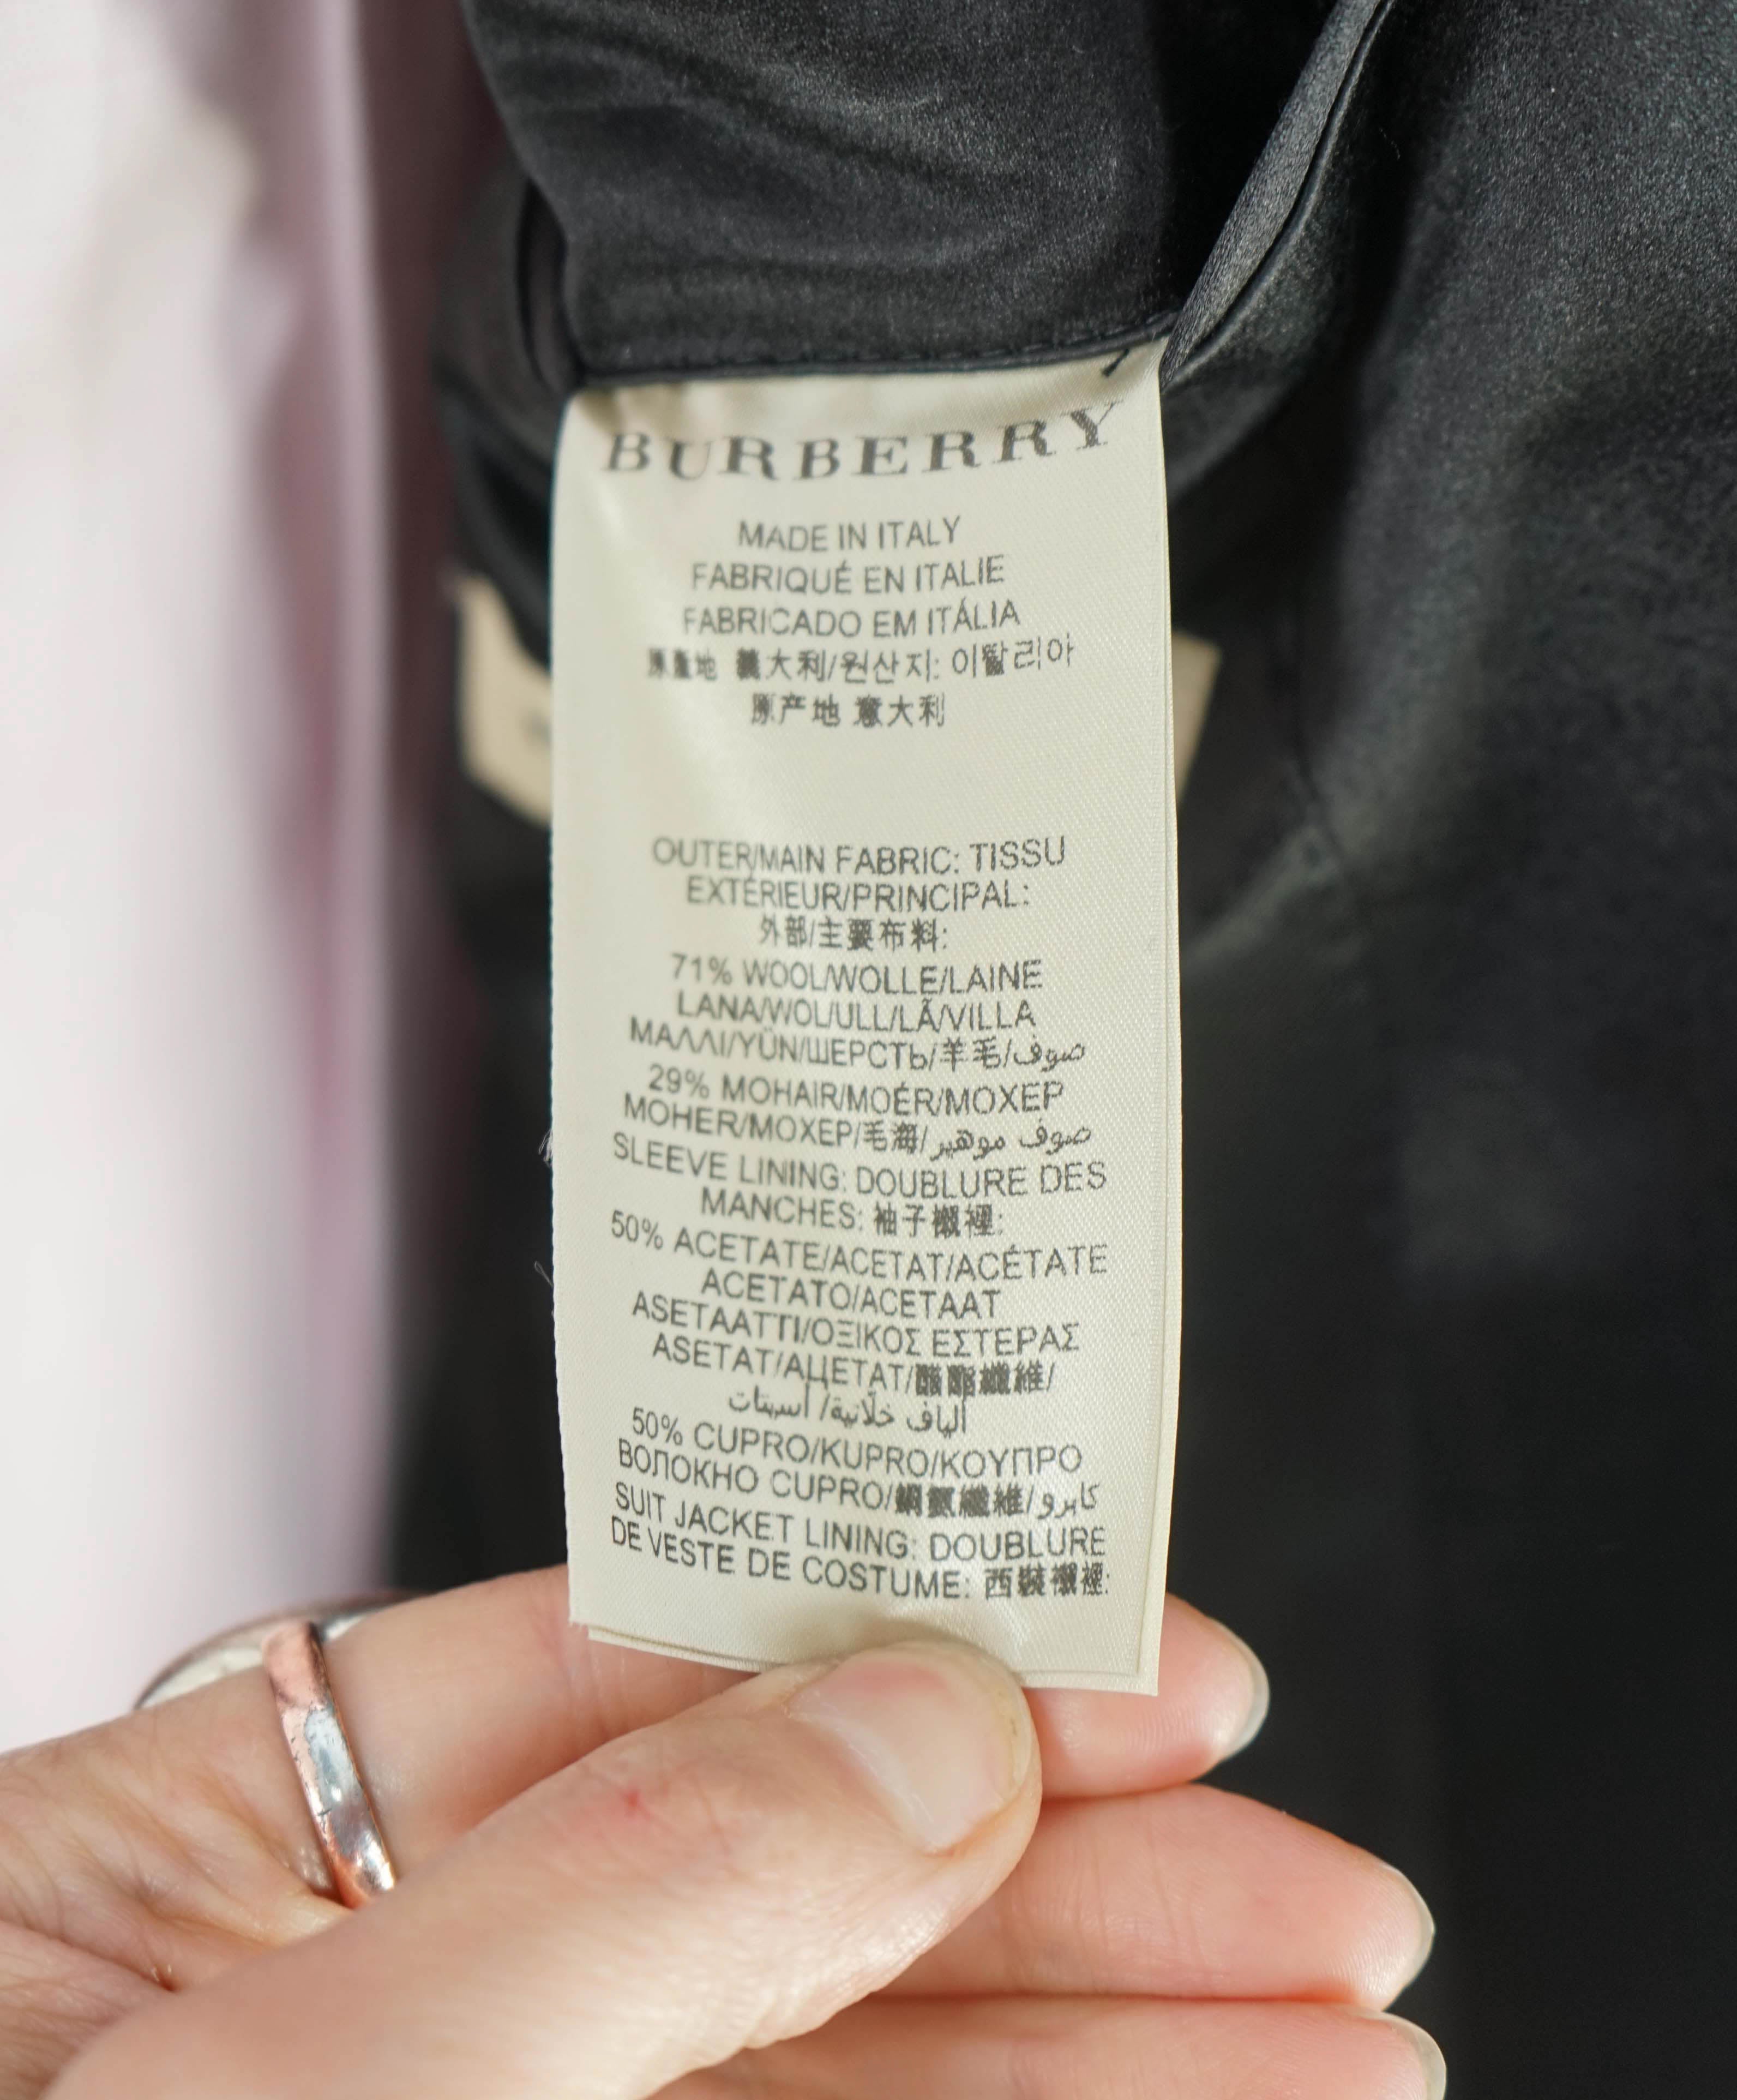 BURBERRY
MADE IN ITALY
FABRIQUÉ EN ITALIE
FABRICADO EM ITÁLIA
原產地 義大利/원산지: 이탈리아
原产地 意大利
OUTER/MAIN FABRIC: TISSU
EXTÉRIEUR/PRINCIPAL:
外部/主要布料:
71% WOOL/WOLLE/LAINE
LANA/WOL/ULL/LÃ/VILLA
ΜΑΛΛΙ/YÜN/ШЕРСТЬ/羊毛/صوف
29% MOHAIR/MOÉR/MOXEP
MOHER/MOXEP/毛海/صوف موهير
SLEEVE LINING: DOUBLURE DES
MANCHES: 袖子襯裡:
50% ACETATE/ACETAT/ACÉTATE
ACETATO/ACETAAT
ASETAATTI/ΟΞΙΚΟΣ ΕΣΤΕΡΑΣ
ASETAT/АЦЕТАТ/醋酯纖維/
ألياف خلّانية/ أسيتات
50% CUPRO/KUPRO/ΚΟΥΠΡΟ
ВОЛОКНО CUPRO/銅氨纖維/كابرو
SUIT JACKET LINING: DOUBLURE
DE VESTE DE COSTUME: 西裝襯裡: